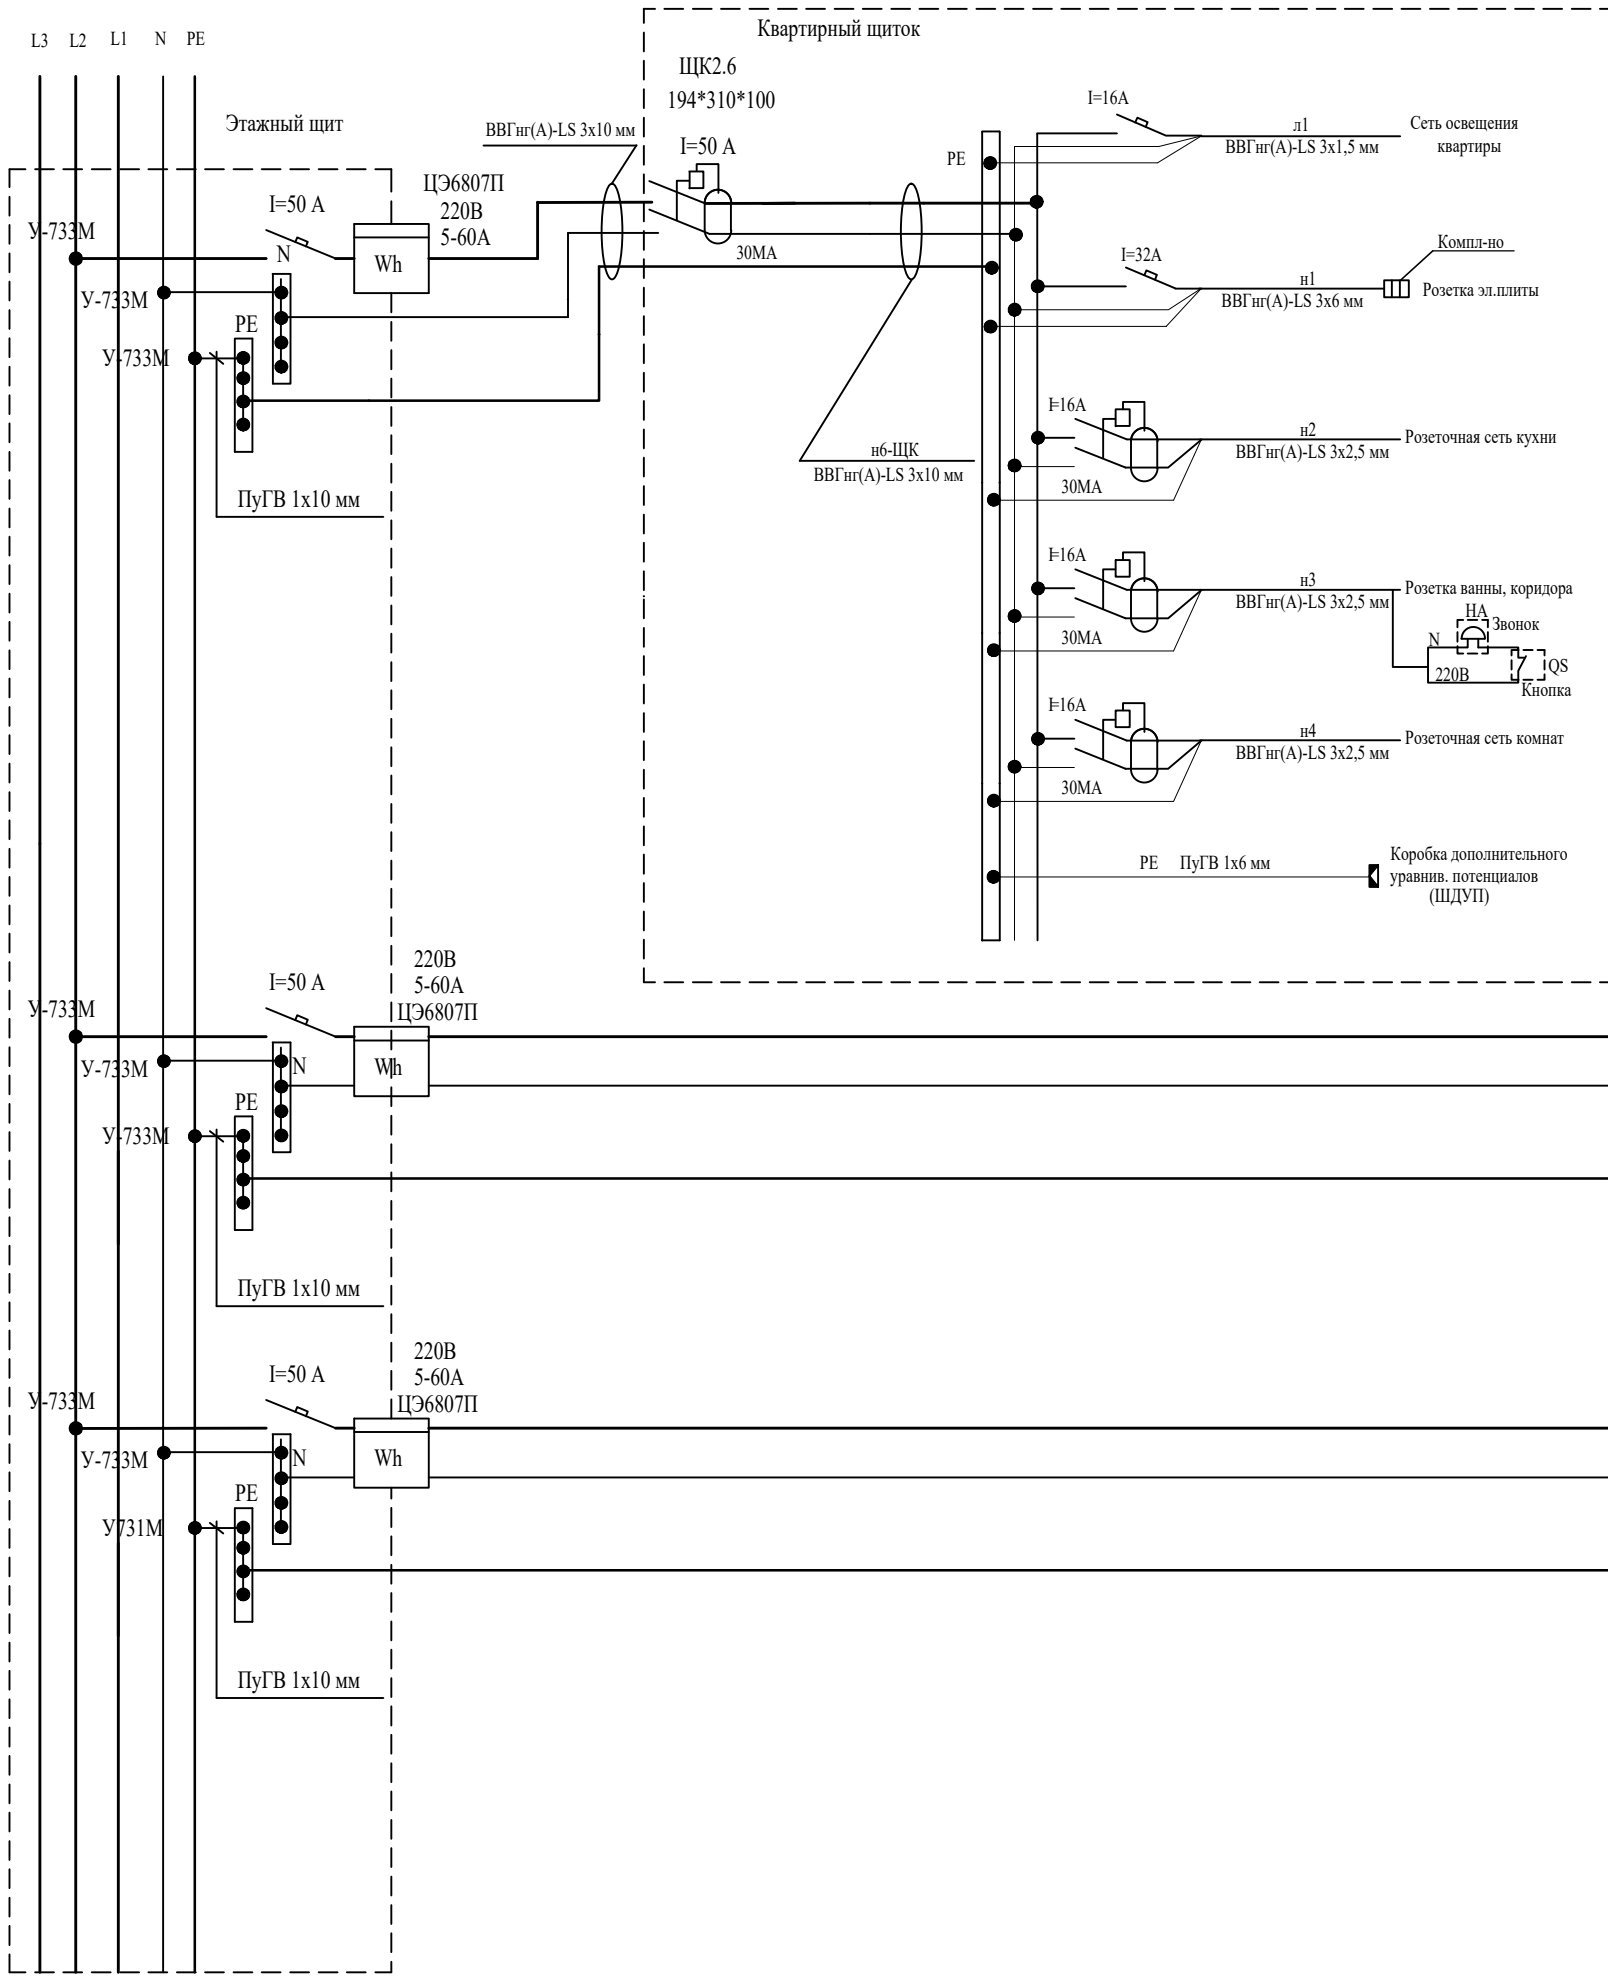 L3 L2 L1 N PE
Квартирный щиток
ЩК2.6
194*310*100
Этажный щит
ВВГнг(А)-LS 3х10 мм
I=50 А
I=50 А
ЦЭ6807П
220В
5-60А
Wh
У-733М
N
У-733М
PE
У-733М
ПуГВ 1х10 мм
30МА
PE
н6-ЩК
ВВГнг(А)-LS 3х10 мм
I=16А
л1
ВВГнг(А)-LS 3х1,5 мм
Сеть освещения
квартиры
I=32А
н1
ВВГнг(А)-LS 3х6 мм
Компл-но
Розетка эл.плиты
I=16А
н2
ВВГнг(А)-LS 3х2,5 мм
Розеточная сеть кухни
30МА
I=16А
н3
ВВГнг(А)-LS 3х2,5 мм
Розетка ванны, коридора
30МА
НА
Звонок
N
220В
QS
Кнопка
I=16А
н4
ВВГнг(А)-LS 3х2,5 мм
Розеточная сеть комнат
30МА
PE ПуГВ 1х6 мм
Коробка дополнительного
уравнив. потенциалов
(ШДУП)
I=50 А
220В
5-60А
ЦЭ6807П
У-733М
Wh
N
У-733М
PE
У-733М
ПуГВ 1х10 мм
I=50 А
220В
5-60А
ЦЭ6807П
У-733М
Wh
N
У-733М
PE
У731М
ПуГВ 1х10 мм